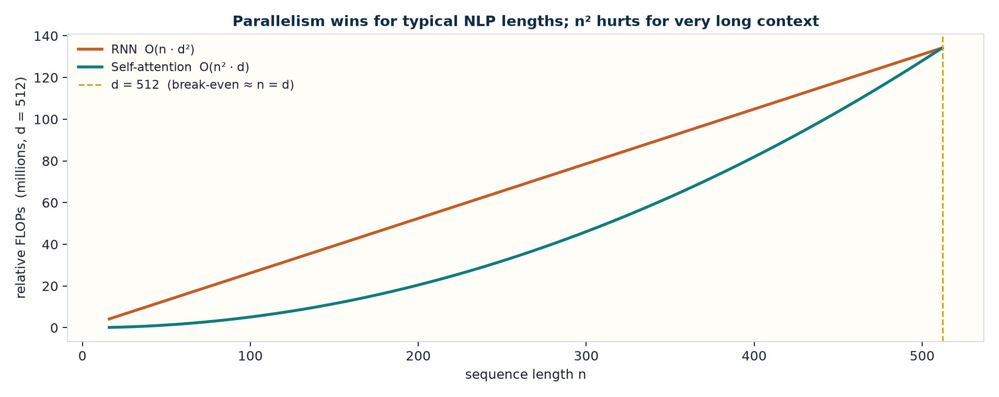 Parallelism wins for typical NLP lengths; n² hurts for very long context
RNN  O(n · d²)
Self-attention  O(n² · d)
d = 512  (break-even ≈ n = d)
relative FLOPs  (millions, d = 512)
140
120
100
80
60
40
20
0
0 100 200 300 400 500
sequence length n